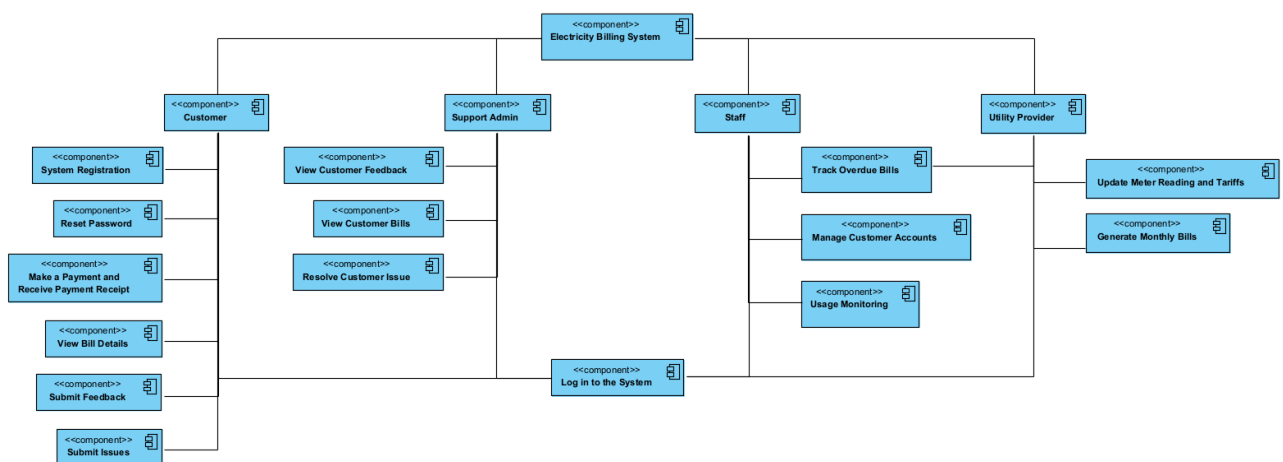 <<component>>
Electricity Billing System
<<component>>
Customer
<<component>>
Support Admin
<<component>>
Staff
<<component>>
Utility Provider
<<component>>
System Registration
<<component>>
View Customer Feedback
<<component>>
Track Overdue Bills
<<component>>
Update Meter Reading and Tariffs
<<component>>
Reset Password
<<component>>
View Customer Bills
<<component>>
Manage Customer Accounts
<<component>>
Generate Monthly Bills
<<component>>
Make a Payment and
Receive Payment Receipt
<<component>>
Resolve Customer Issue
<<component>>
Usage Monitoring
<<component>>
View Bill Details
<<component>>
Log in to the System
<<component>>
Submit Feedback
<<component>>
Submit Issues